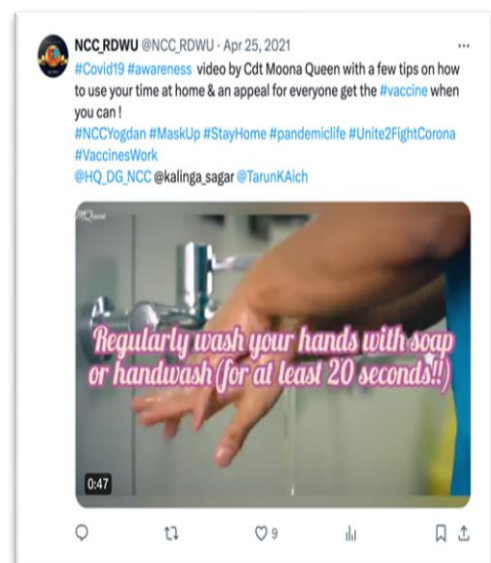 NCC_RDWU @NCC_RDWU · Apr 25, 2021
#Covid19 #awareness video by Cdt Moona Queen with a few tips on how
to use your time at home & an appeal for everyone get the #vaccine when
you can !
#NCCYogdan #MaskUp #StayHome #pandemiclife #Unite2FightCorona
#VaccinesWork
@HQ_DG_NCC @kalinga_sagar @TarunKAich
Regularly wash your hands with soap
or handwash (for at least 20 seconds!!)
0:47
9